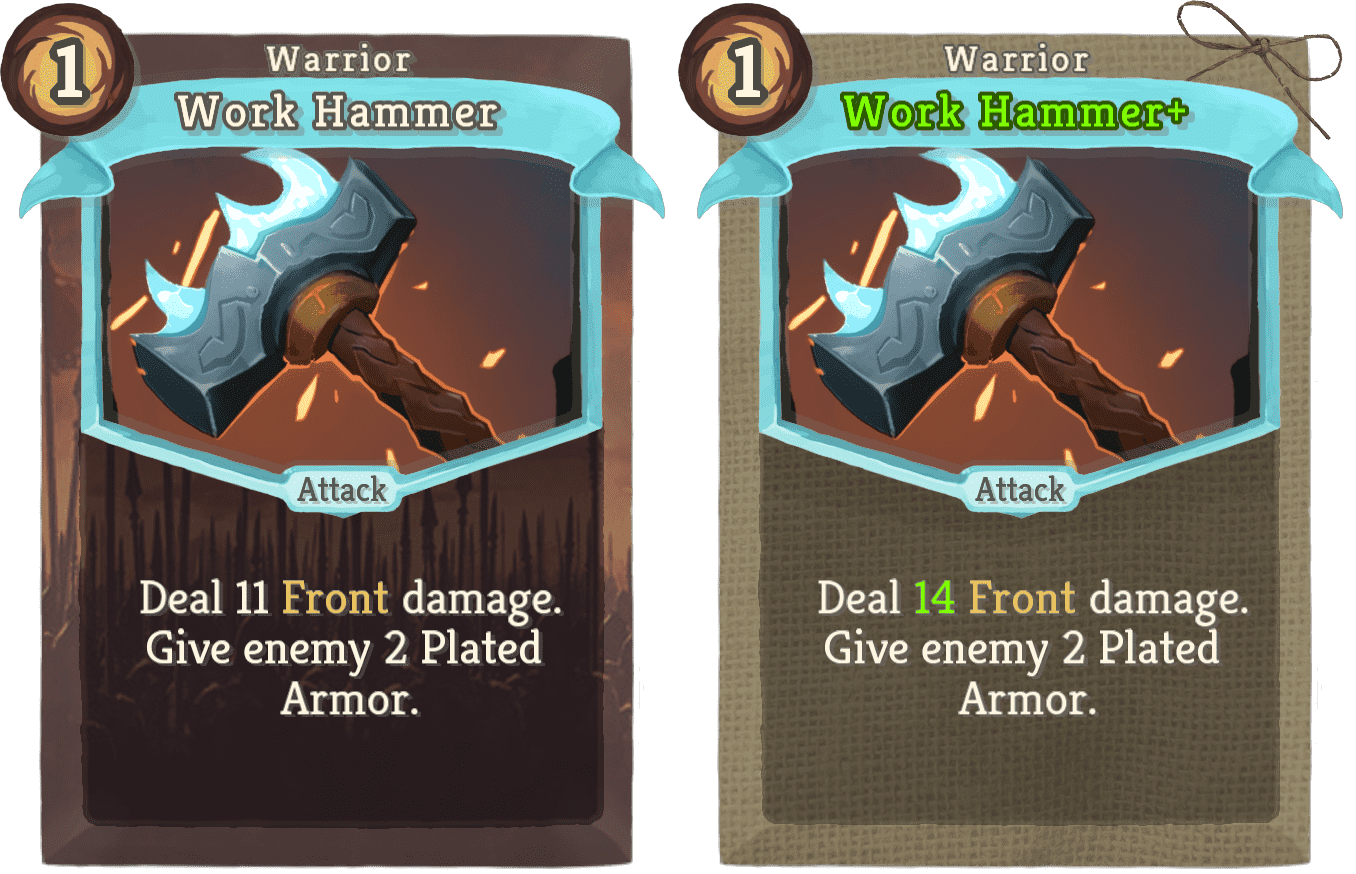 1
Warrior
Work Hammer
Attack
Deal 11 Front damage.
Give enemy 2 Plated
Armor.
1
Warrior
Work Hammer+
Attack
Deal 14 Front damage.
Give enemy 2 Plated
Armor.